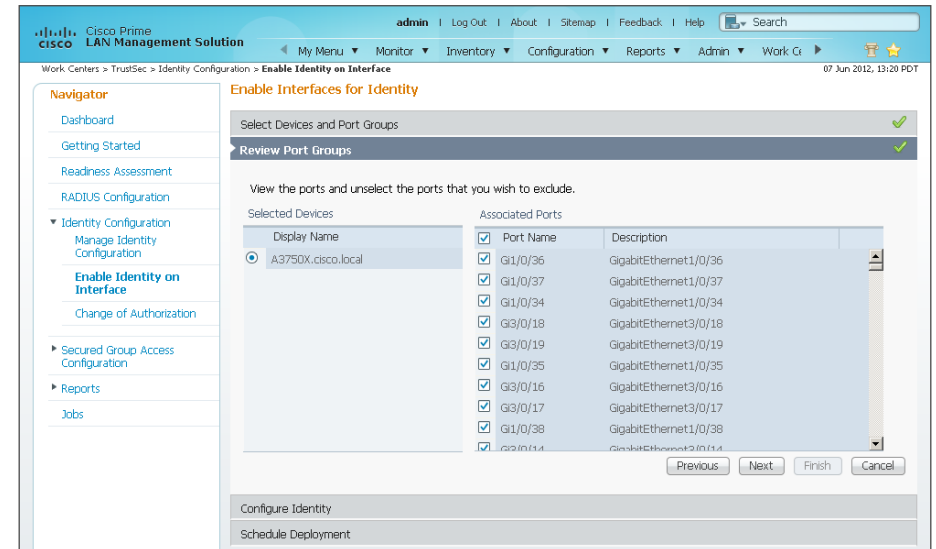 admin | Log Out | About | Sitemap | Feedback | Help Search
Cisco Prime
CISCO LAN Management Solution
My Menu ▼ Monitor ▼ Inventory ▼ Configuration ▼ Reports ▼ Admin ▼ Work Ce
Work Centers > TrustSec > Identity Configuration > Enable Identity on Interface
07 Jun 2012, 13:20 PDT
Navigator
Dashboard
Getting Started
Readiness Assessment
RADIUS Configuration
Identity Configuration
Manage Identity
Configuration
Enable Identity on
Interface
Change of Authorization
Secured Group Access
Configuration
Reports
Jobs
Enable Interfaces for Identity
Select Devices and Port Groups
Review Port Groups
View the ports and unselect the ports that you wish to exclude.
Selected Devices
Display Name
A3750X.cisco.local
Associated Ports
Port Name Description
Gi1/0/36 GigabitEthernet1/0/36
Gi1/0/37 GigabitEthernet1/0/37
Gi1/0/34 GigabitEthernet1/0/34
Gi3/0/18 GigabitEthernet3/0/18
Gi3/0/19 GigabitEthernet3/0/19
Gi1/0/35 GigabitEthernet1/0/35
Gi3/0/16 GigabitEthernet3/0/16
Gi3/0/17 GigabitEthernet3/0/17
Gi1/0/38 GigabitEthernet1/0/38
Gi3/0/14 GigabitEthernet3/0/14
Previous Next Finish Cancel
Configure Identity
Schedule Deployment